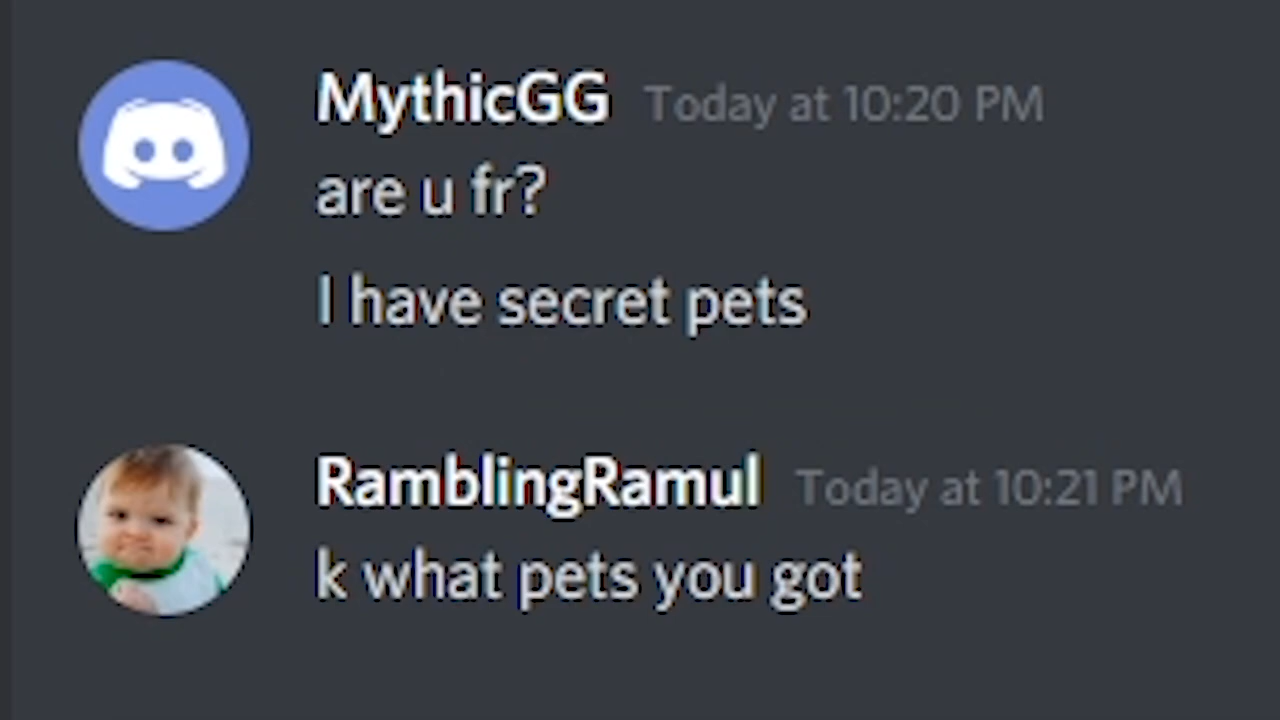 MythicGG Today at 10:20 PM
are u fr?
I have secret pets
RamblingRamul Today at 10:21 PM
k what pets you got